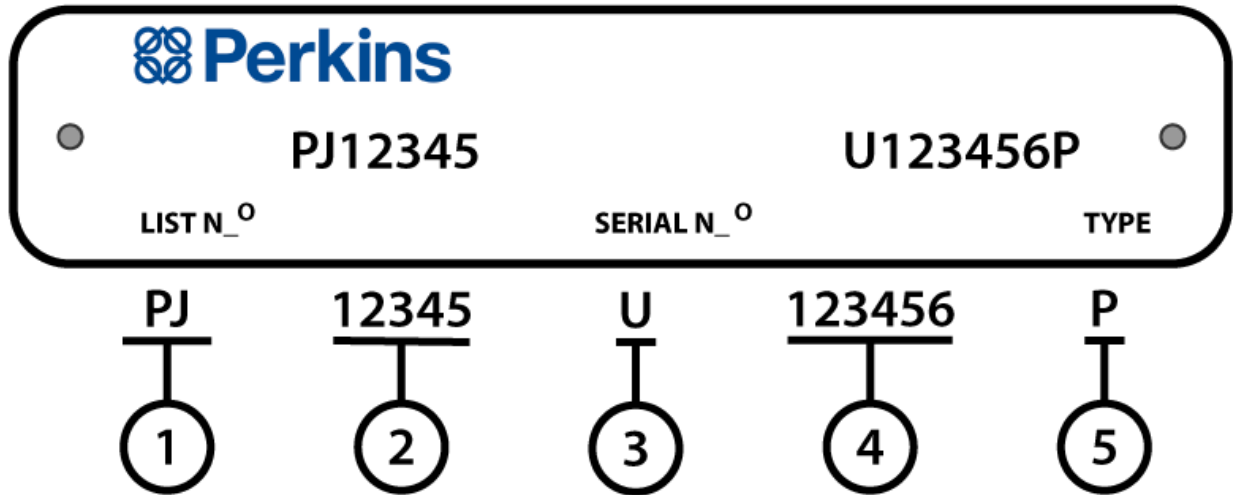 Perkins
PJ12345 U123456P
LIST N_O SERIAL N_O TYPE
PJ 12345 U 123456 P
1 2 3 4 5